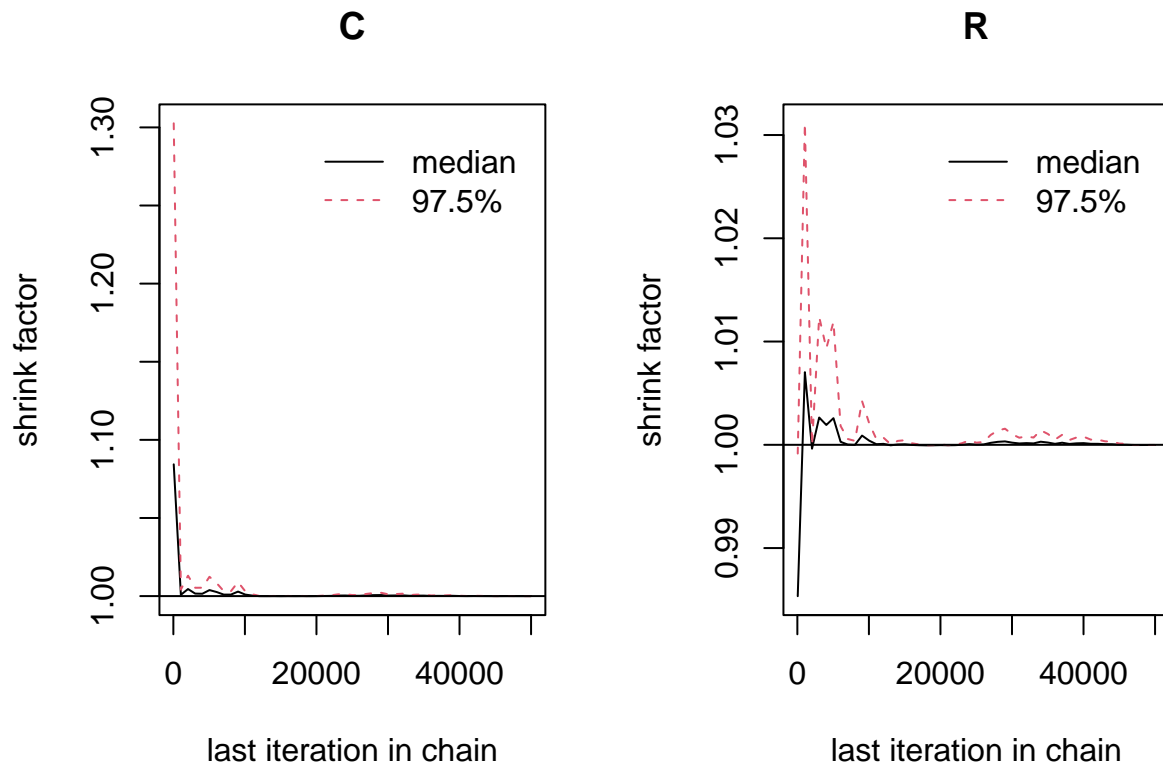 C
shrink factor
1.00
1.10
1.20
1.30
median
97.5%
0
20000
40000
last iteration in chain
R
shrink factor
0.99
1.00
1.01
1.02
1.03
median
97.5%
0
20000
40000
last iteration in chain